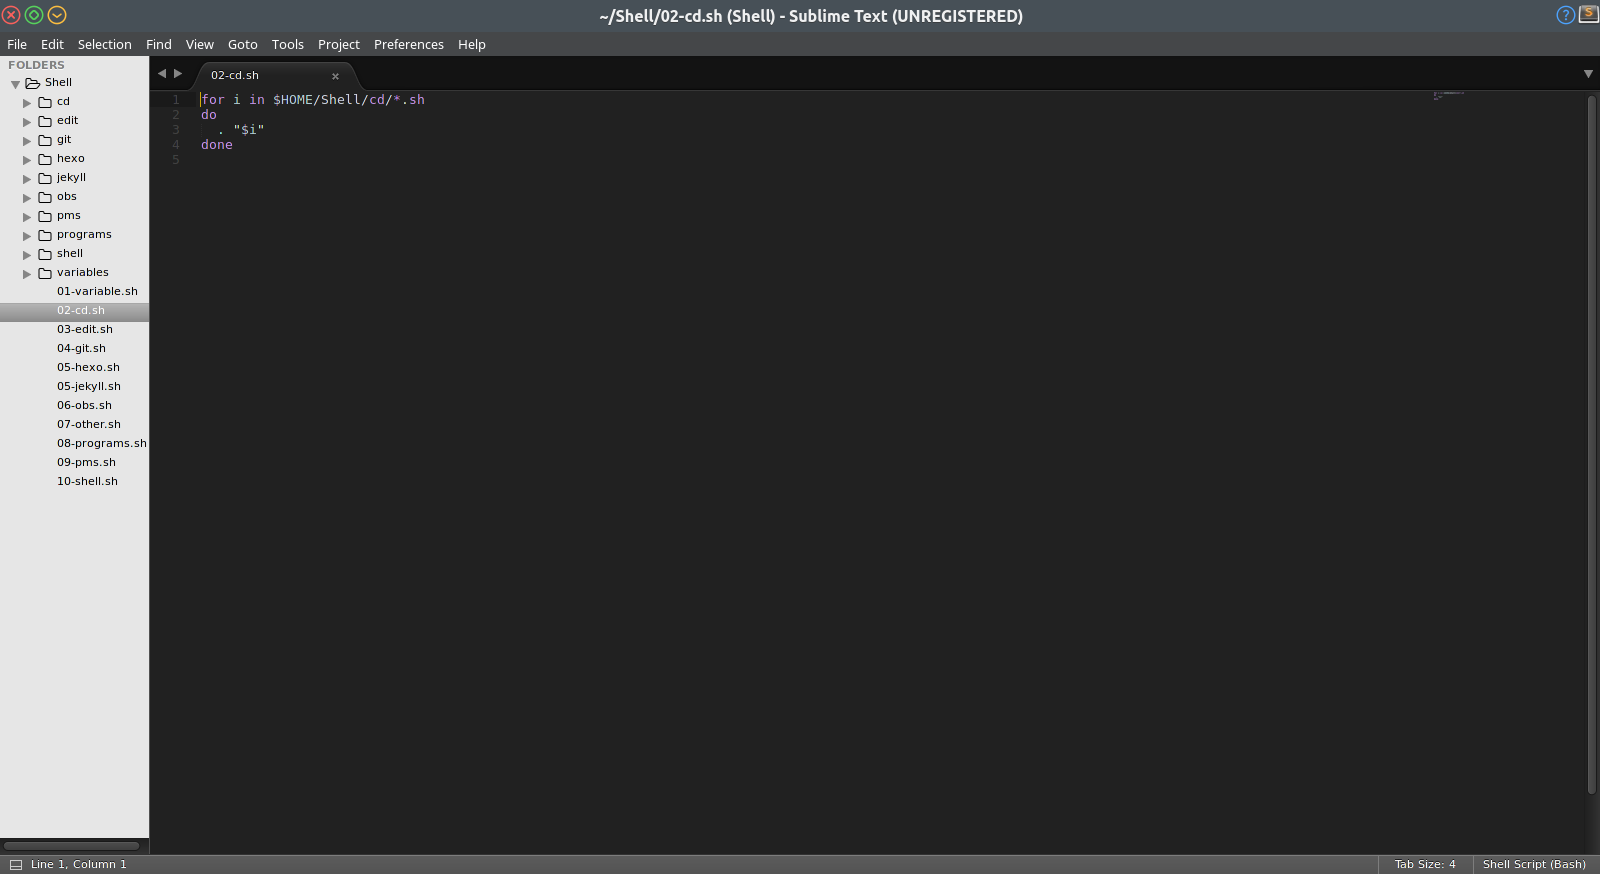 ~/Shell/02-cd.sh (Shell) - Sublime Text (UNREGISTERED)
? S
File Edit Selection Find View Goto Tools Project Preferences Help
FOLDERS
Shell
cd
edit
git
hexo
jekyll
obs
pms
programs
shell
variables
01-variable.sh
02-cd.sh
03-edit.sh
04-git.sh
05-hexo.sh
05-jekyll.sh
06-obs.sh
07-other.sh
08-programs.sh
09-pms.sh
10-shell.sh
02-cd.sh ×
1 for i in $HOME/Shell/cd/*.sh
2 do
3 . "$i"
4 done
5
Line 1, Column 1
Tab Size: 4
Shell Script (Bash)